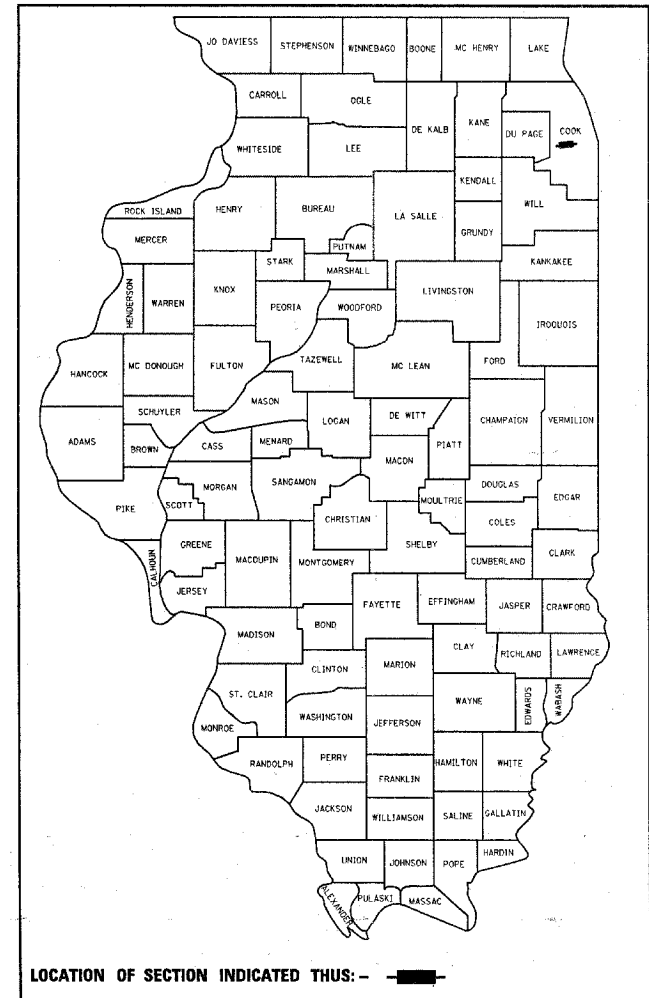 JO DAVIESS
STEPHENSON
WINNEBAGO
BOONE
MC HENRY
LAKE
CARROLL
OGLE
DE KALB
KANE
DU PAGE
COOK
WHITESIDE
LEE
KENDALL
WILL
ROCK ISLAND
HENRY
BUREAU
LA SALLE
GRUNDY
MERCER
PUTNAM
STARK
MARSHALL
KANKAKEE
HENDERSON
WARREN
KNOX
PEORIA
WOODFORD
LIVINGSTON
IROQUOIS
HANCOCK
MC DONOUGH
FULTON
TAZEWELL
MC LEAN
FORD
MASON
SCHUYLER
LOGAN
DE WITT
CHAMPAIGN
VERMILION
ADAMS
BROWN
CASS
MENARD
PIATT
MACON
MORGAN
SANGAMON
DOUGLAS
EDGAR
PIKE
SCOTT
MOULTRIE
CHRISTIAN
COLES
GREENE
MACOUPIN
SHELBY
CALHOUN
MONTGOMERY
CUMBERLAND
CLARK
JERSEY
FAYETTE
EFFINGHAM
JASPER
CRAWFORD
MADISON
BOND
CLAY
RICHLAND
LAWRENCE
CLINTON
MARION
ST. CLAIR
WAYNE
EDWARDS
WABASH
WASHINGTON
JEFFERSON
MONROE
RANDOLPH
PERRY
HAMILTON
WHITE
FRANKLIN
JACKSON
WILLIAMSON
SALINE
GALLATIN
UNION
JOHNSON
POPE
HARDIN
ALEXANDER
PULASKI
MASSAC
LOCATION OF SECTION INDICATED THUS: -